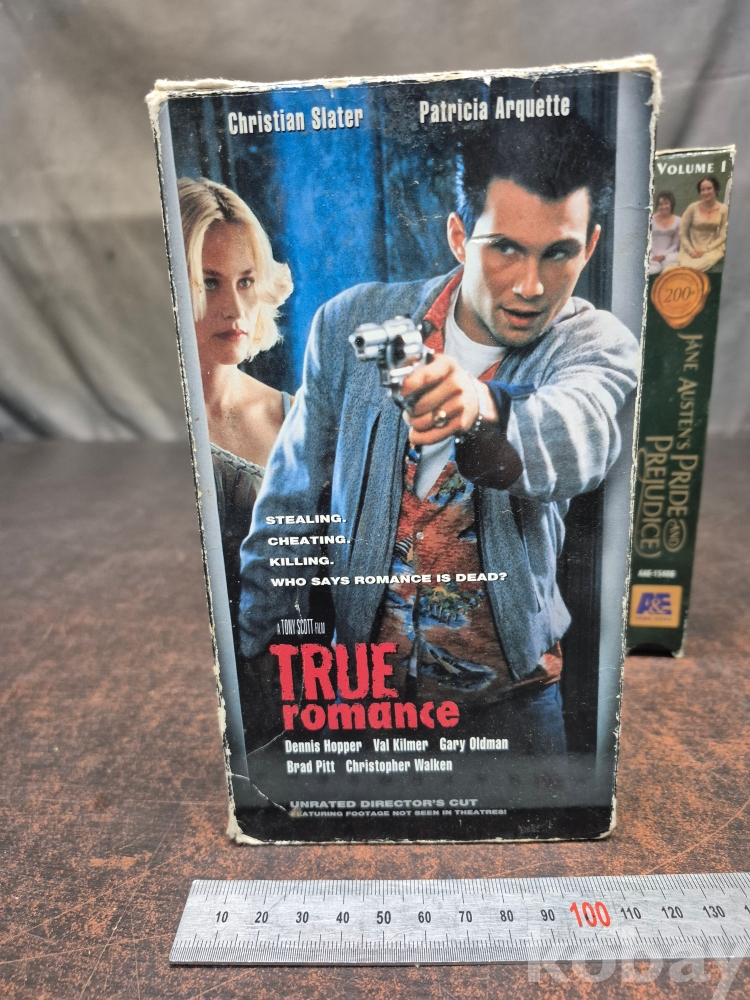 Christian Slater
Patricia Arquette
STEALING.
CHEATING.
KILLING.
WHO SAYS ROMANCE IS DEAD?
A TONY SCOTT FILM
TRUE
romance
Dennis Hopper Val Kilmer Gary Oldman
Brad Pitt Christopher Walken
UNRATED DIRECTOR'S CUT
FEATURING FOOTAGE NOT SEEN IN THEATRES!
VOLUME 1
200
JANE AUSTEN'S
PRIDE AND
PREJUDICE
A&E
10 20 30 40 50 60 70 80 90 100 110 120 130
KOBay